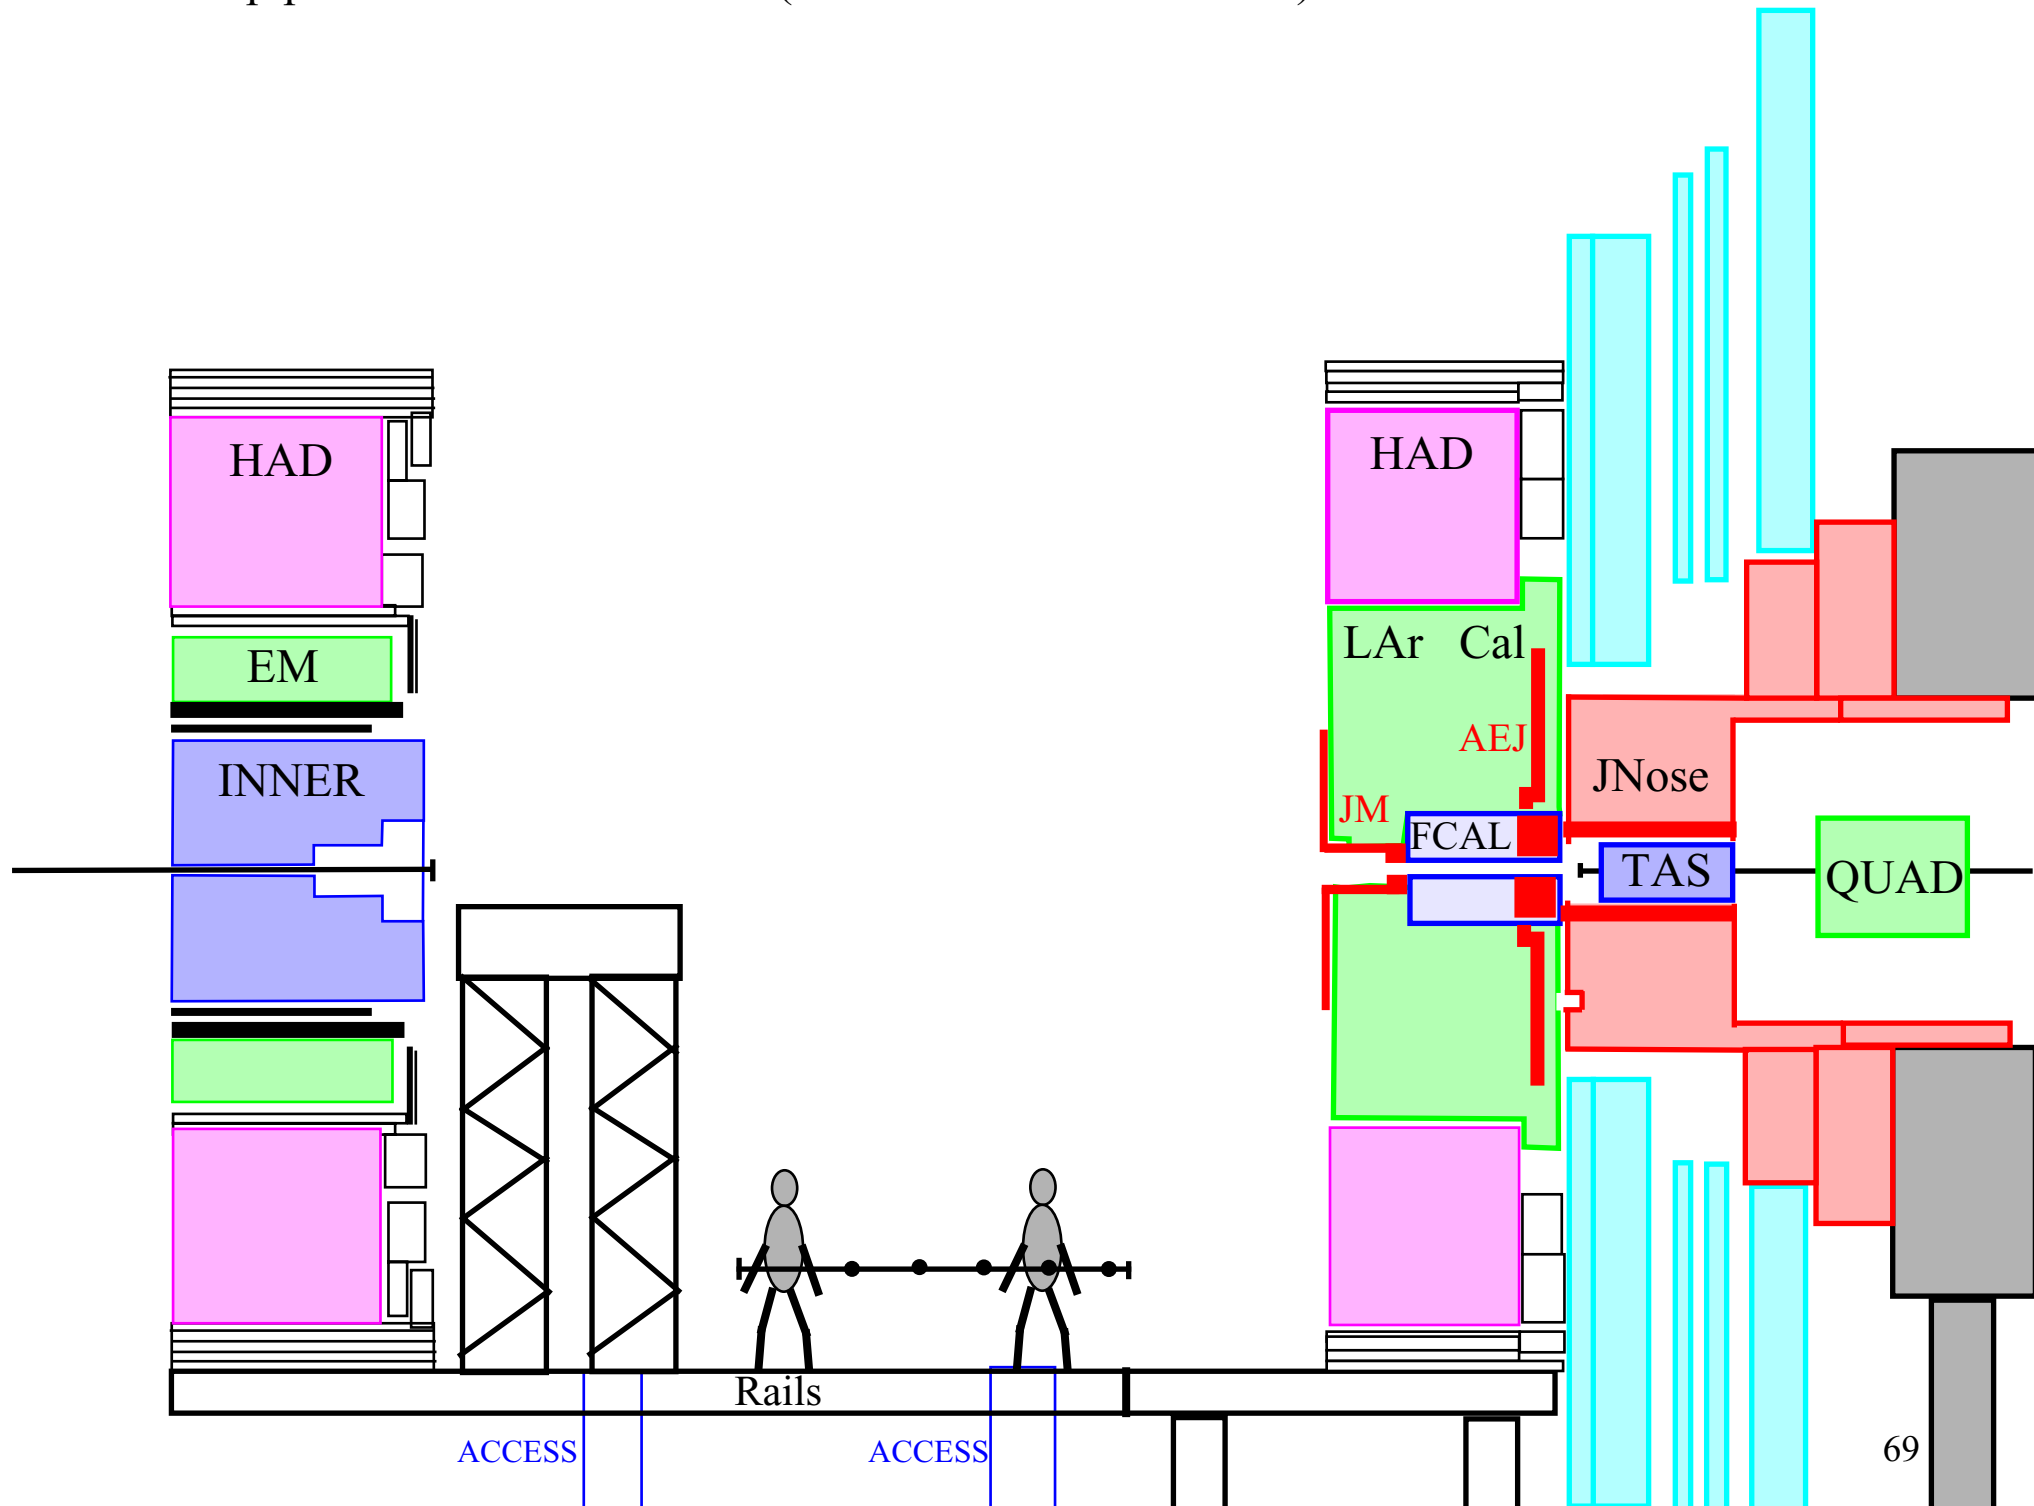 HAD
HAD
EM
LAr Cal
AEJ
INNER
JNose
JM
FCAL
TAS
QUAD
Rails
ACCESS
ACCESS
69